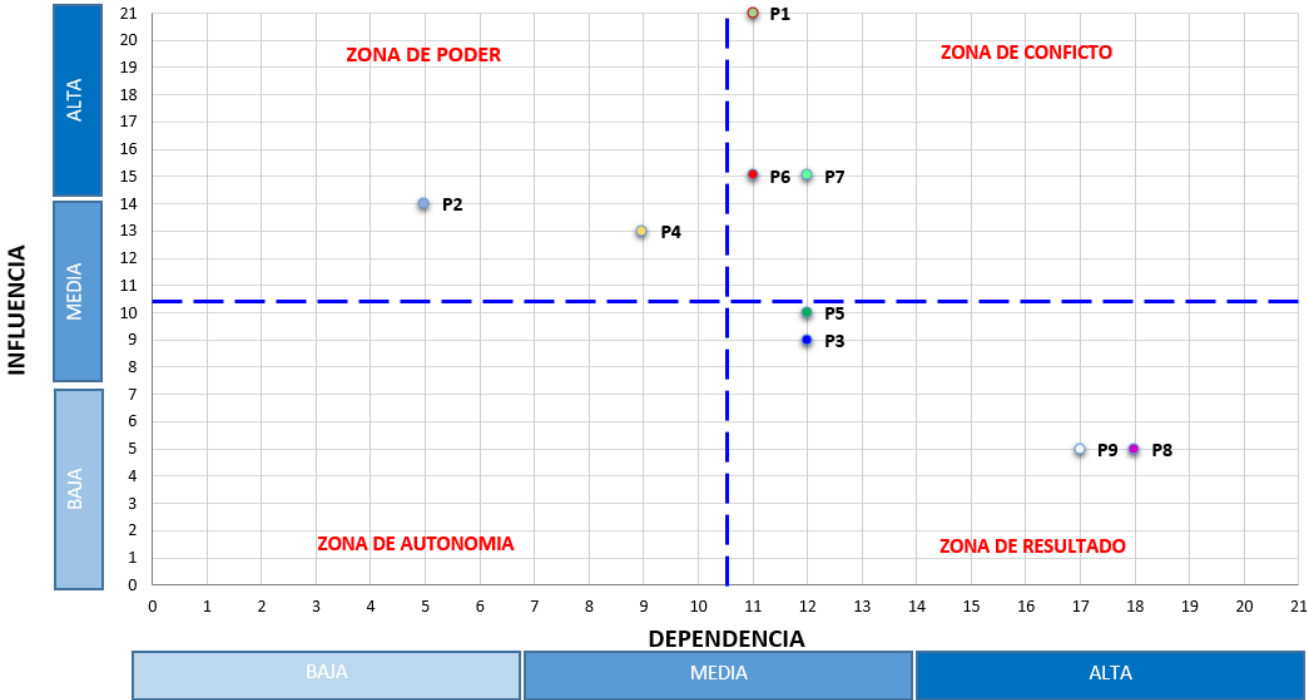 21
20
19
18
17
16
15
14
13
12
11
10
9
8
7
6
5
4
3
2
1
0
ALTA
MEDIA
BAJA
INFLUENCIA
P1
ZONA DE PODER
ZONA DE CONFICTO
P6
P7
P2
P4
P5
P3
P9
P8
ZONA DE AUTONOMIA
ZONA DE RESULTADO
0 1 2 3 4 5 6 7 8 9 10 11 12 13 14 15 16 17 18 19 20 21
DEPENDENCIA
BAJA
MEDIA
ALTA